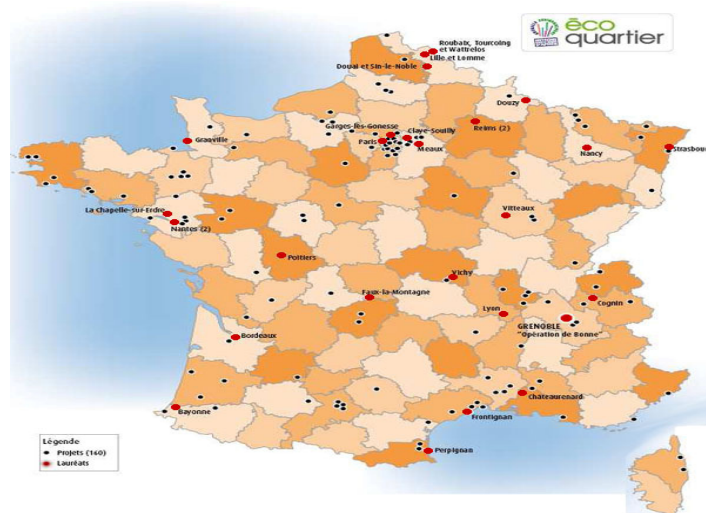 éco
quartier
Roubaix, Tourcoing
et Wattrelos
Lille et Lomme
Douai et Sin-le-Noble
Douzy
Reims (2)
Garges-lès-Gonesse
Claye-Souilly
Paris
Meaux
Nancy
Strasbourg
Granville
La Chapelle-sur-Erdre
Nantes (2)
Vitteaux
Poitiers
Vichy
Faux-la-Montagne
Lyon
Cognin
GRENOBLE
"Opération de Bonne"
Bordeaux
Bayonne
Châteaurenard
Frontignan
Perpignan
Légende
Projets (160)
Lauréats